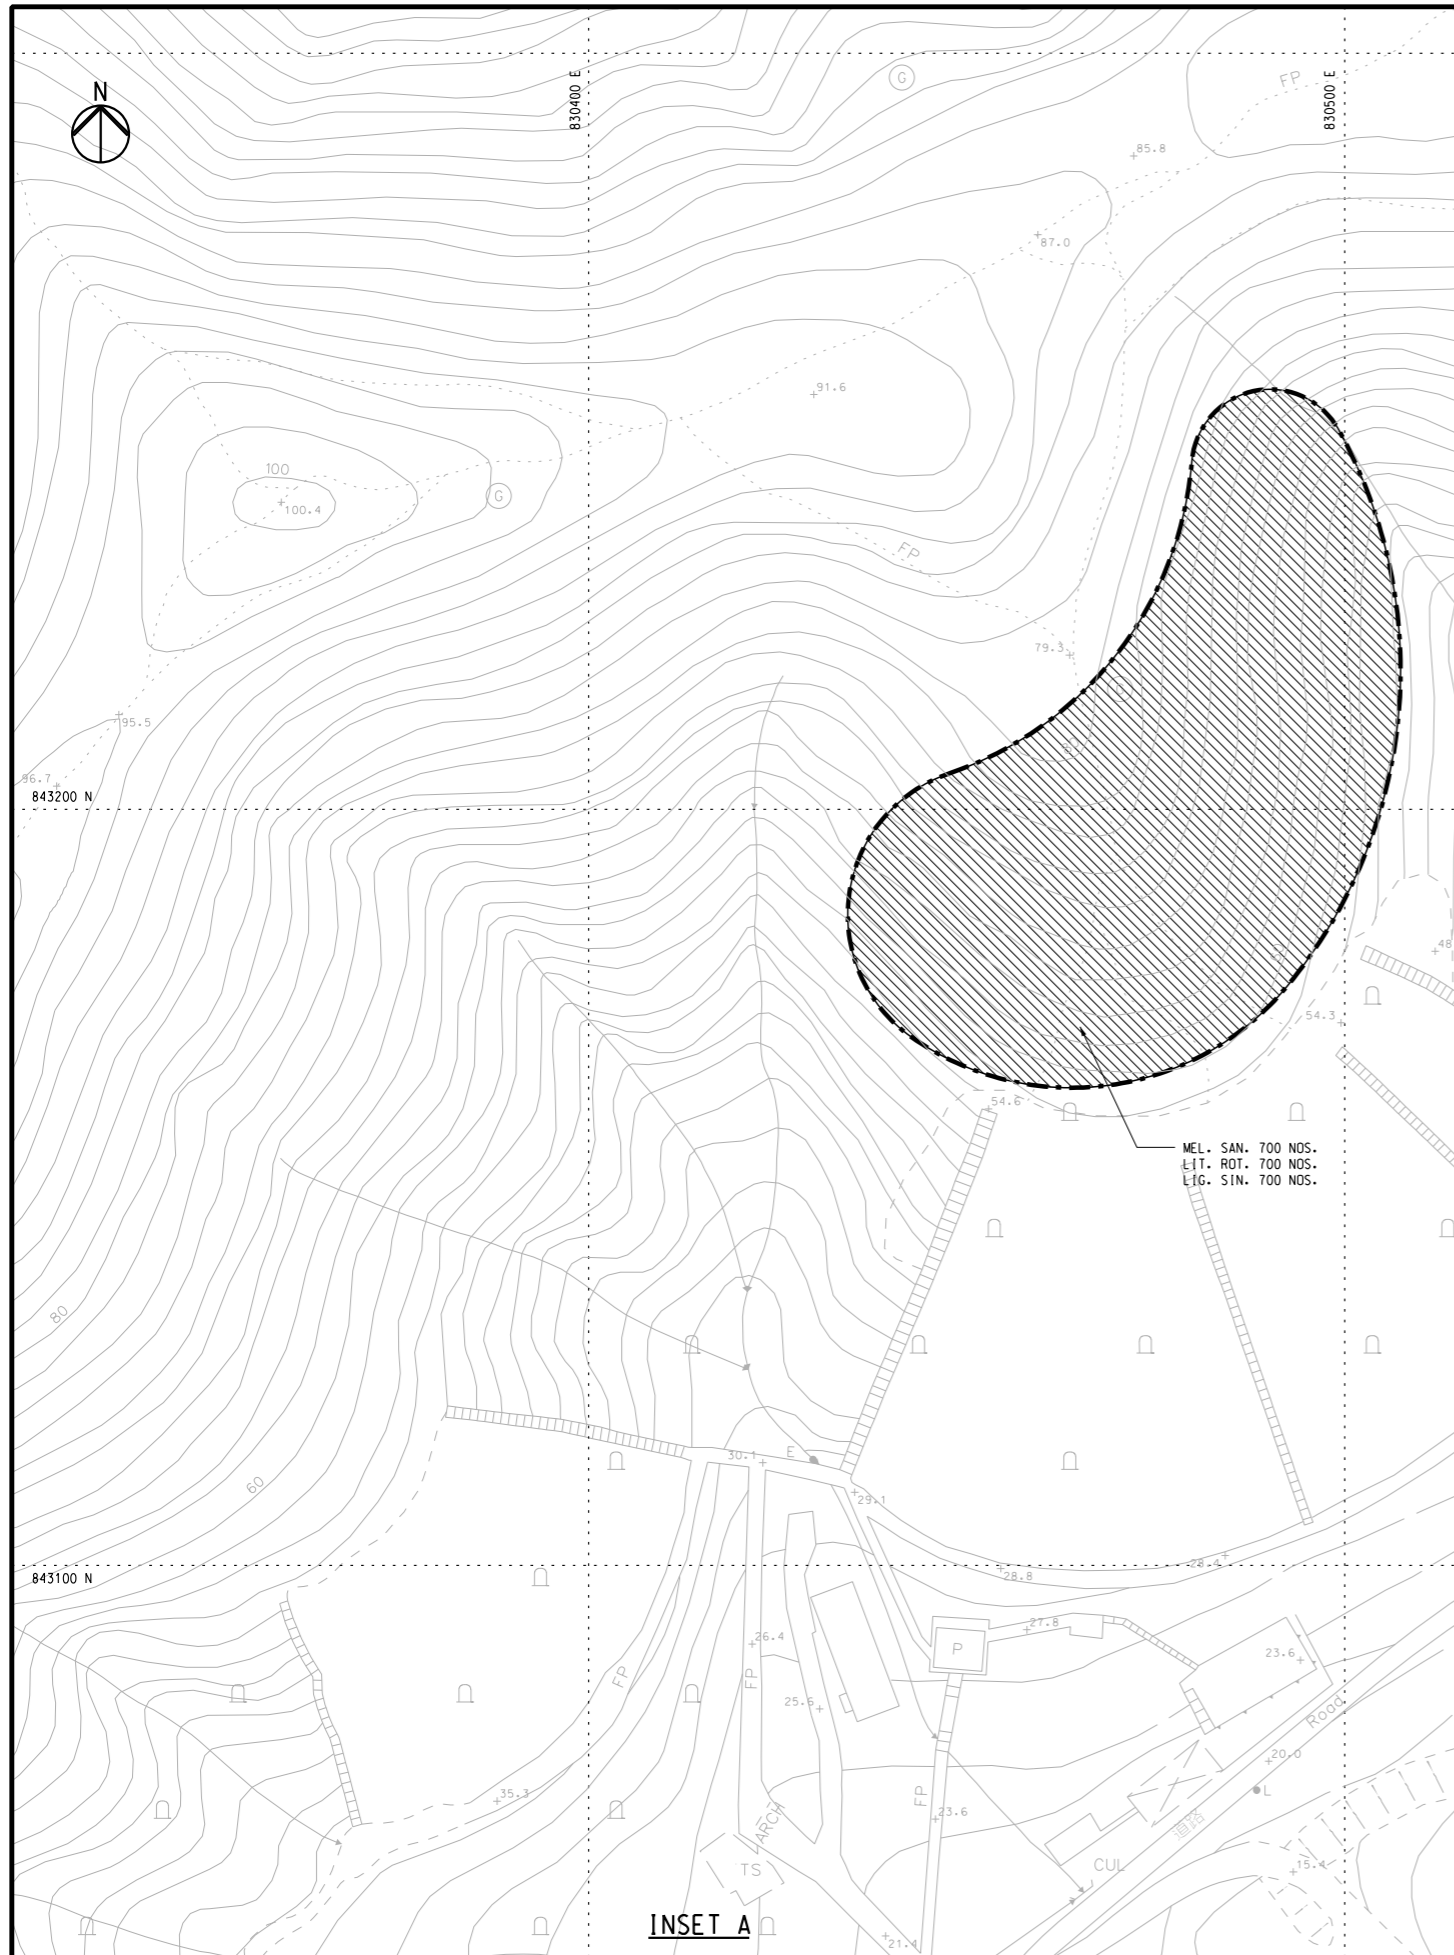 N
830400 E
830500 E
G
FP
85.8
87.0
91.6
100
100.4
G
FP
79.3
95.5
96.7
843200 N
48
54.3
54.6
MEL. SAN. 700 NOS.
LIT. ROT. 700 NOS.
LIG. SIN. 700 NOS.
80
60
30.1
E
29.1
843100 N
28.8
28.4
27.8
26.4
P
23.6
FP
FP
25.6
Road
20.0
L
35.3
FP
23.6
道路
ARCH
TS
CUL
15.4
INSET A
21.4